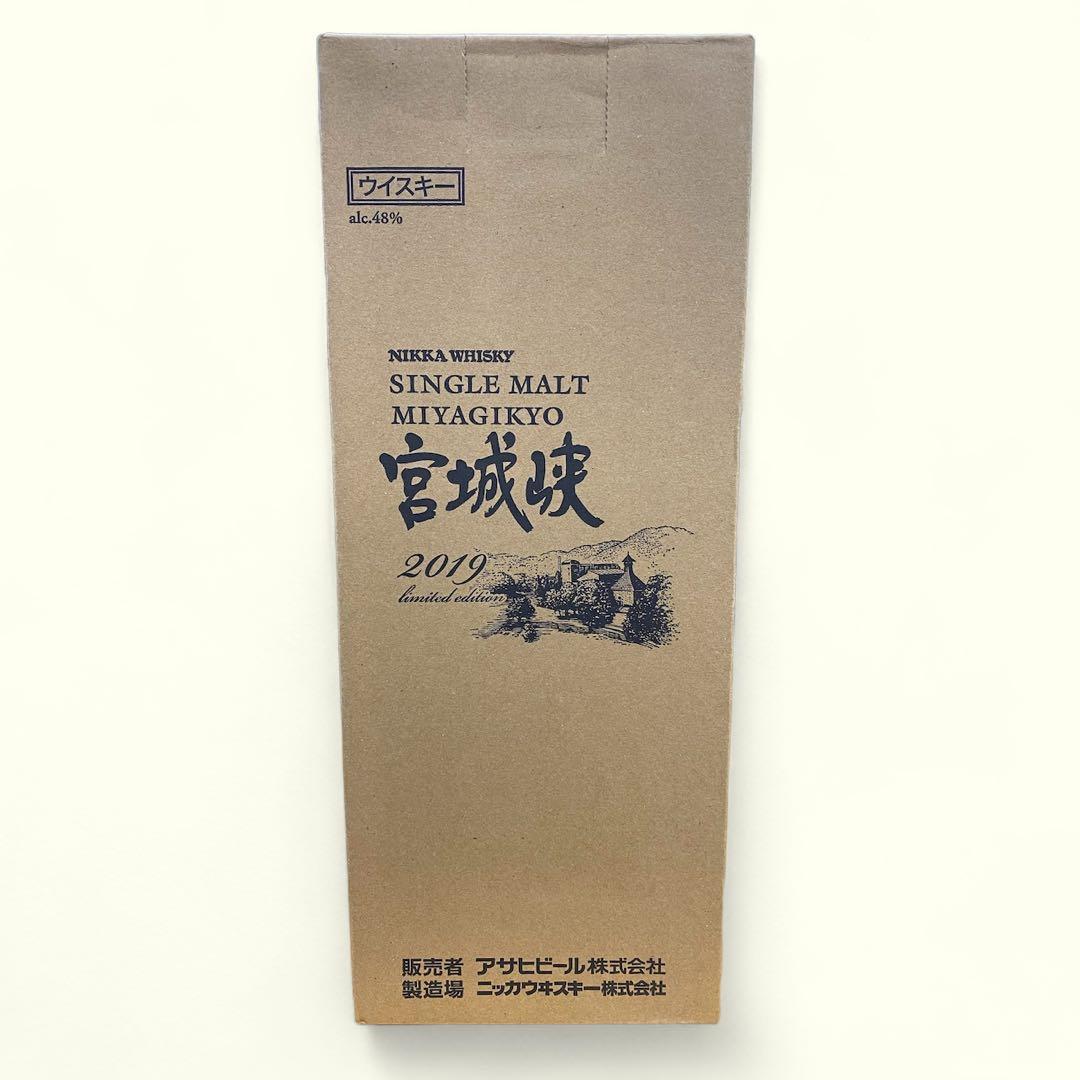 ウイスキー
alc.48%
NIKKA WHISKY
SINGLE MALT
MIYAGIKYO
宮城峡
2019
limited edition
販売者 アサヒビール株式会社
製造場 ニッカウヰスキー株式会社